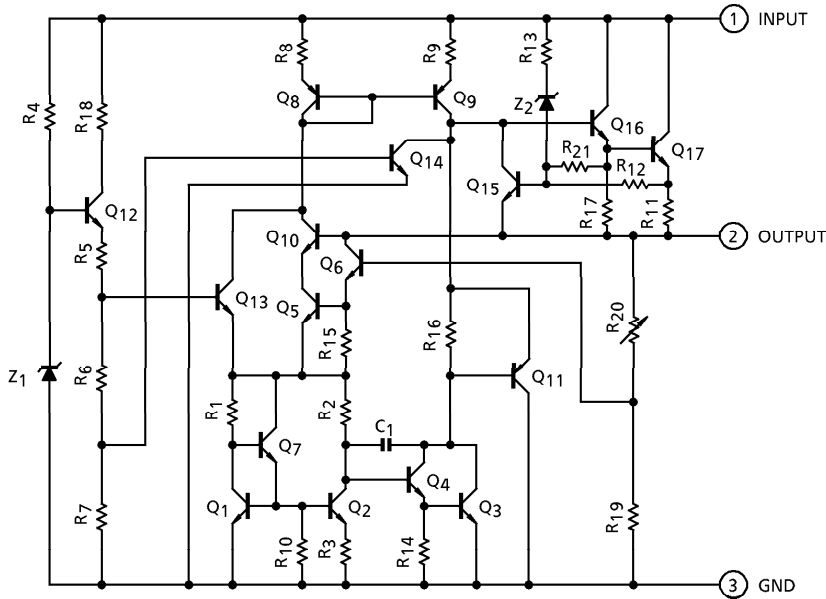 1 INPUT
R8
R9
R13
R4
R18
Q8
Q9
Z2
Q16
Q14
R21
Q17
Q15
R12
Q12
R17
R11
Q10
2 OUTPUT
R5
Q6
Q13
Q5
R20
R15
R16
Z1
R6
Q11
R1
R2
C1
Q7
Q4
R7
Q1
Q2
Q3
R19
R10
R3
R14
3 GND